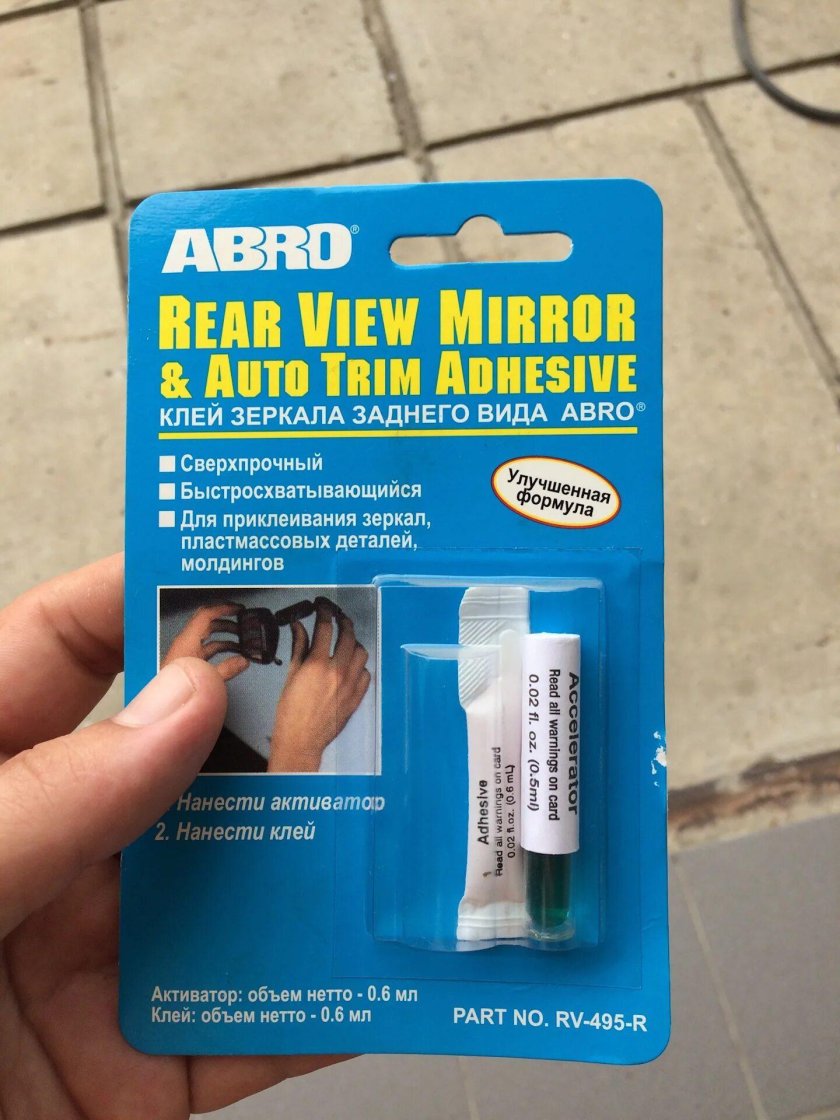 ABRO®
REAR VIEW MIRROR
& AUTO TRIM ADHESIVE
КЛЕЙ ЗЕРКАЛА ЗАДНЕГО ВИДА ABRO®
Сверхпрочный
Быстросхватывающийся
Для приклеивания зеркал,
пластмассовых деталей,
молдингов
Улучшенная
формула
Accelerator
Read all warnings on card
0.02 fl. oz. (0.5ml)
Adhesive
Read all warnings on card
0.02 fl.oz. (0.6 mL)
Нанести активатор
2. Нанести клей
Активатор: объем нетто - 0.6 мл
Клей: объем нетто - 0.6 мл
PART NO. RV-495-R